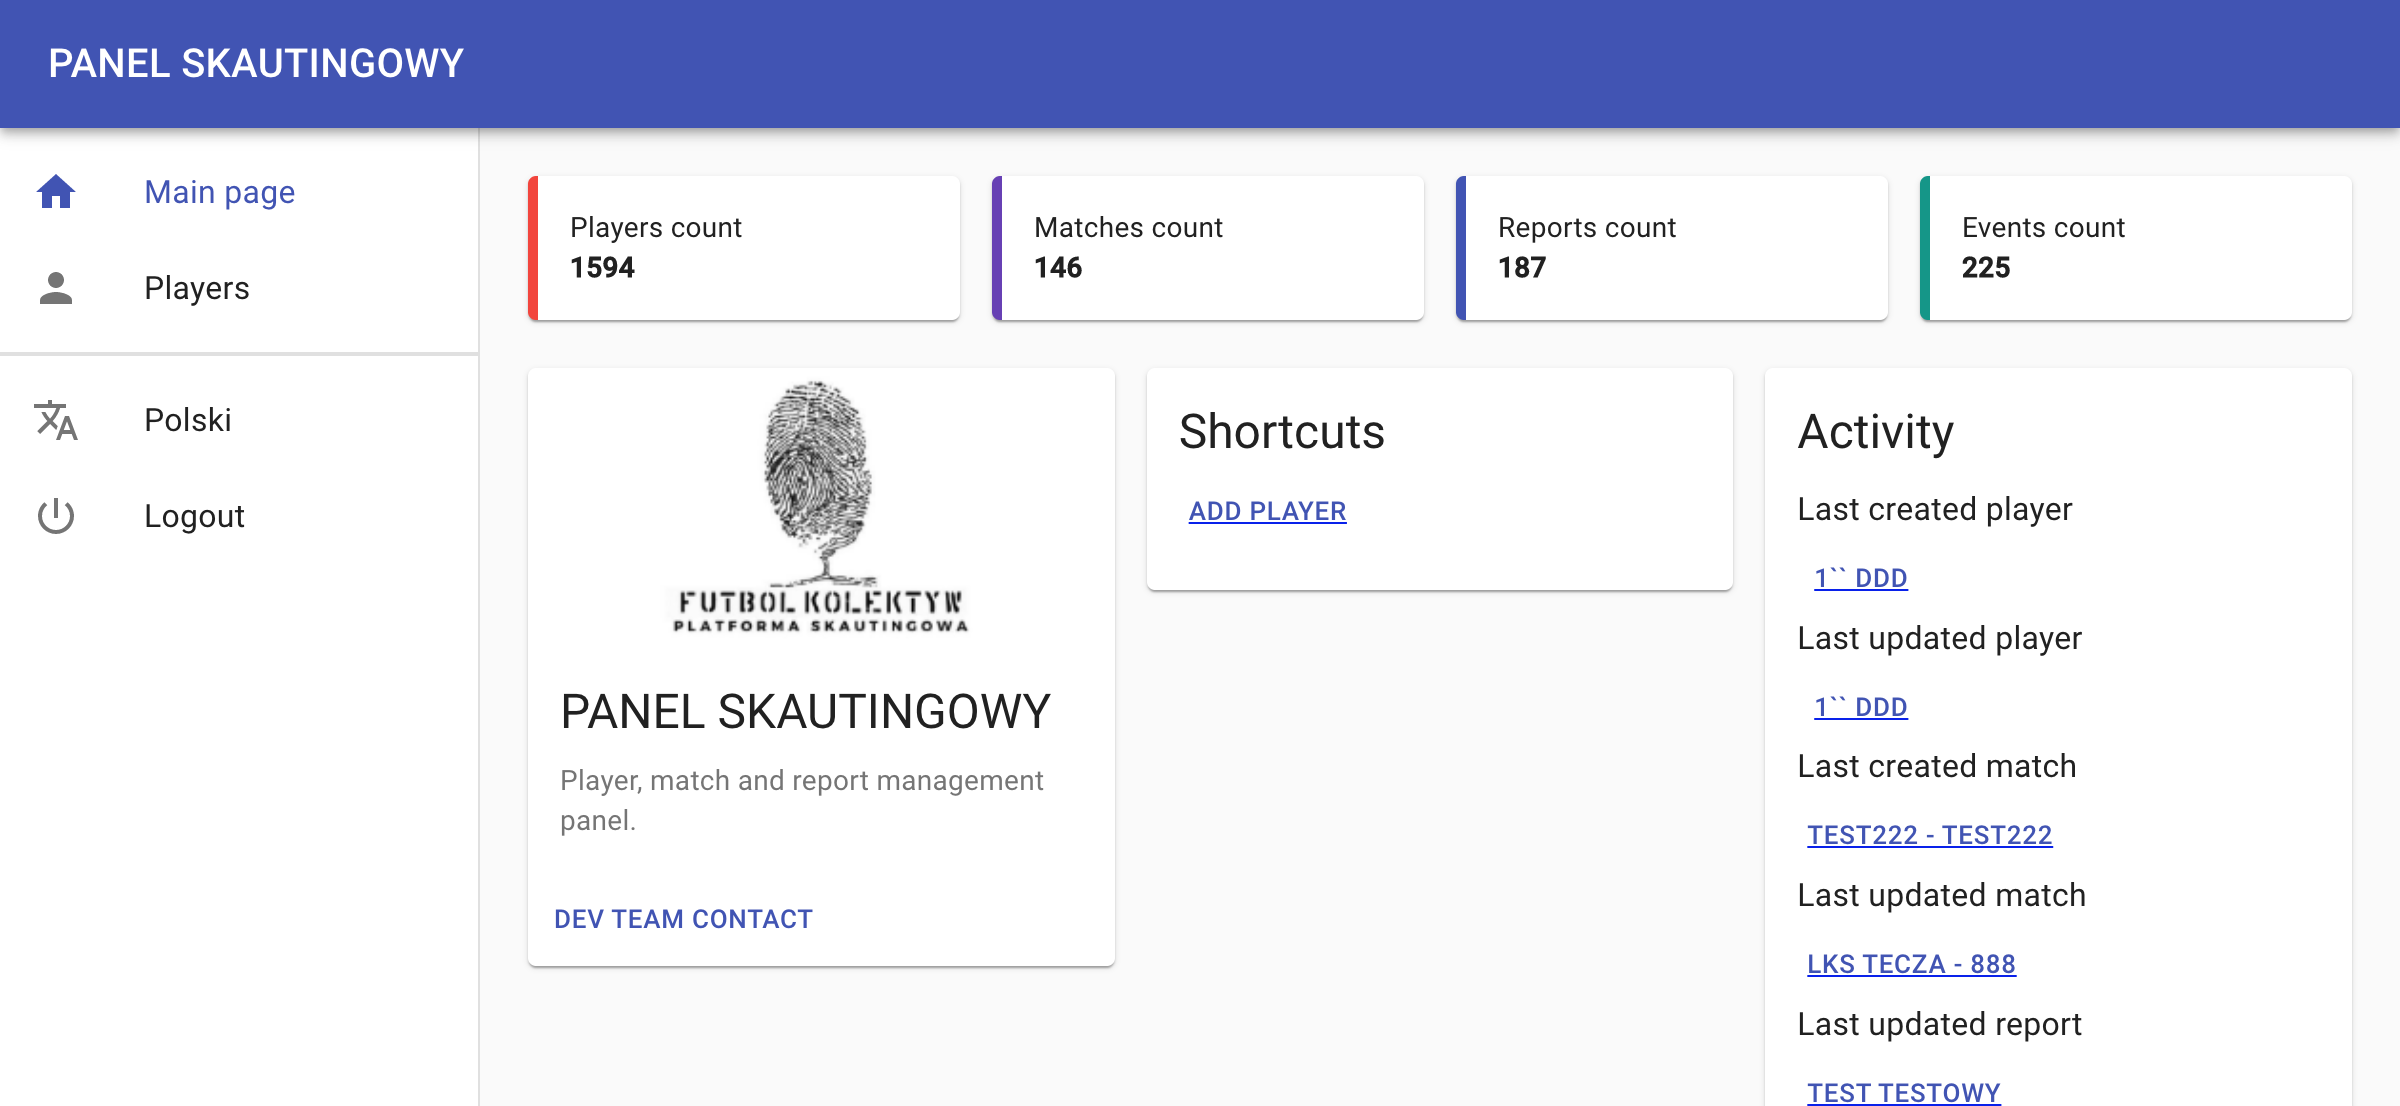 PANEL SKAUTINGOWY
Main page
Players
Polski
Logout
Players count
1594
Matches count
146
Reports count
187
Events count
225
FUTBOL KOLEKTYW
PLATFORMA SKAUTINGOWA
PANEL SKAUTINGOWY
Player, match and report management
panel.
DEV TEAM CONTACT
Shortcuts
ADD PLAYER
Activity
Last created player
1`` DDD
Last updated player
1`` DDD
Last created match
TEST222 - TEST222
Last updated match
LKS TECZA - 888
Last updated report
TEST TESTOWY